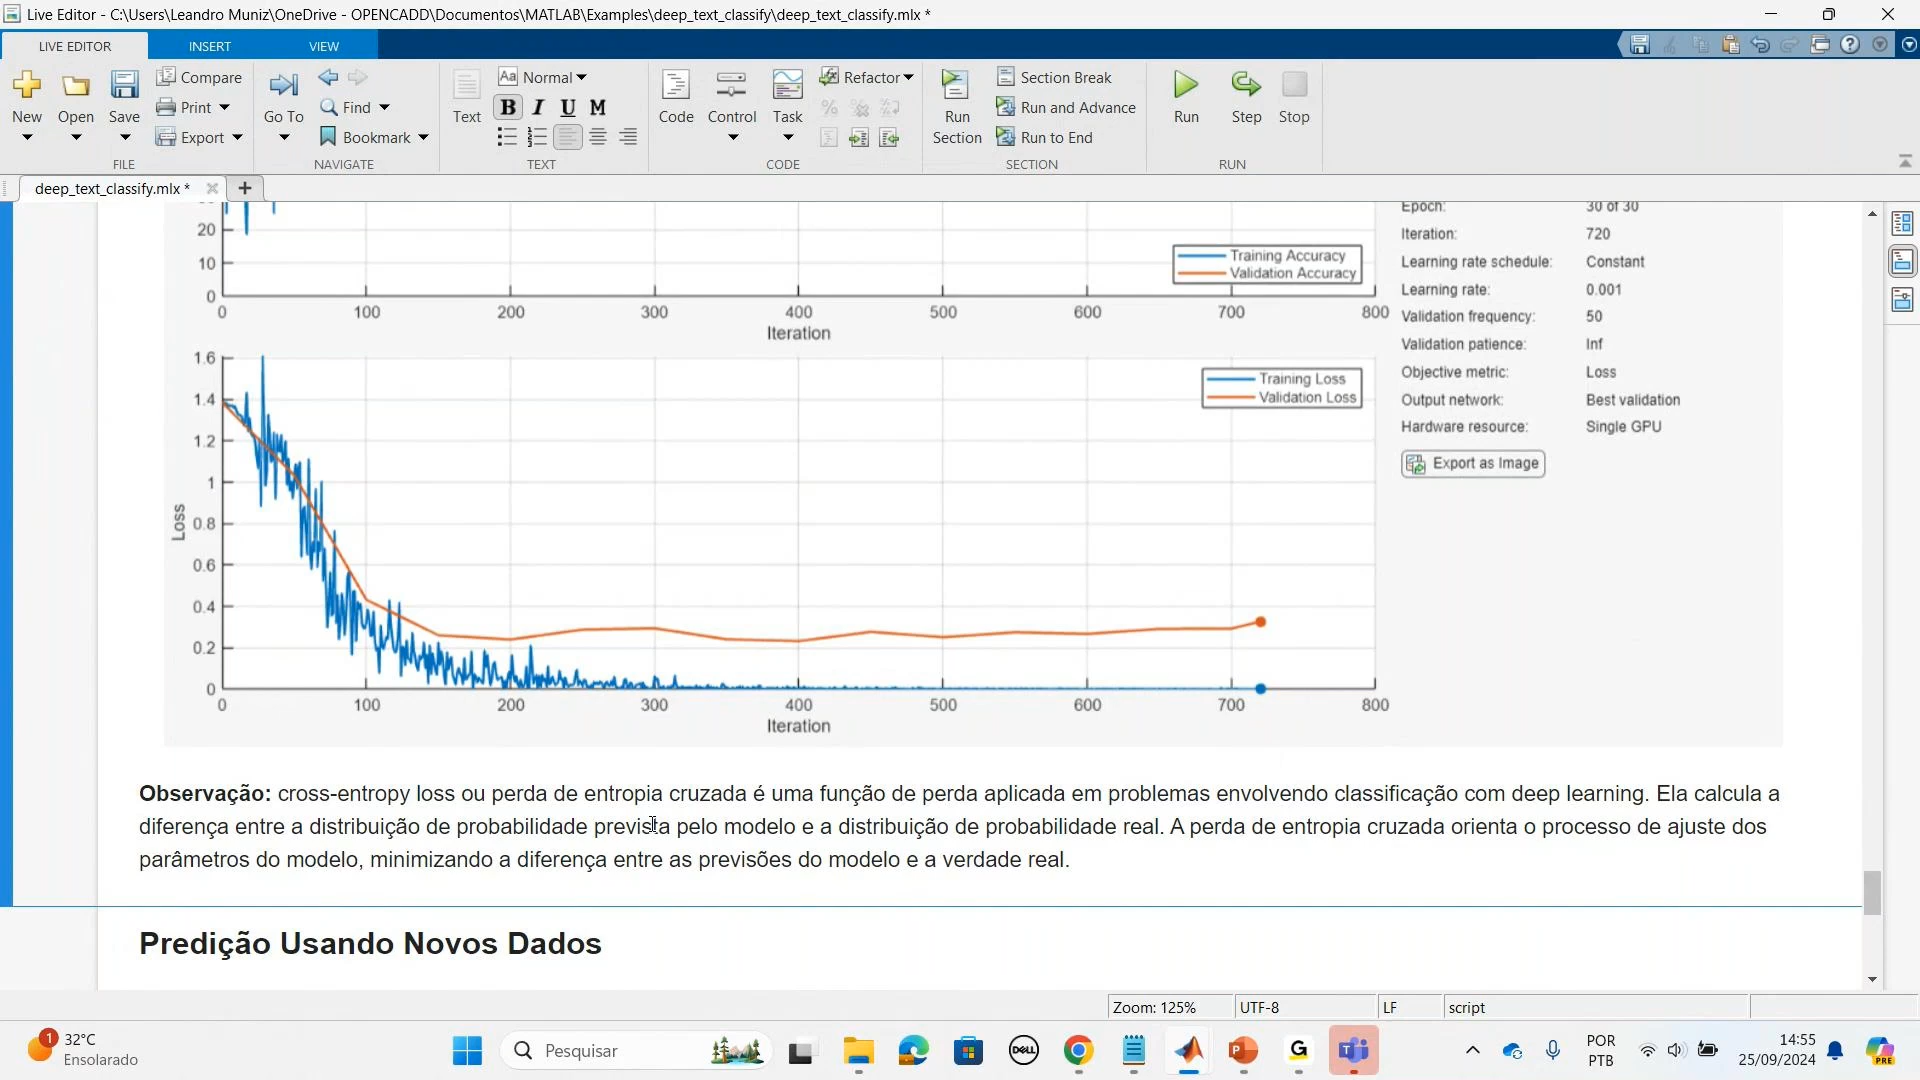 Live Editor - C:\Users\Leandro Muniz\OneDrive - OPENCADD\Documentos\MATLAB\Examples\deep_text_classify\deep_text_classify.mlx *
LIVE EDITOR INSERT VIEW
New Open Save Compare Print Export
FILE
Go To Find Bookmark
NAVIGATE
Text Aa Normal B I U M
TEXT
Code Control Task Refactor
CODE
Run Section Section Break Run and Advance Run to End
SECTION
Run Step Stop
RUN
deep_text_classify.mlx *
20
10
0
0 100 200 300 400 500 600 700 800
Iteration
Training Accuracy
Validation Accuracy
Epoch: 30 of 30
Iteration: 720
Learning rate schedule: Constant
Learning rate: 0.001
Validation frequency: 50
Validation patience: Inf
Objective metric: Loss
Output network: Best validation
Hardware resource: Single GPU
Export as Image
1.6
1.4
1.2
1
0.8
0.6
0.4
0.2
0
Loss
Training Loss
Validation Loss
0 100 200 300 400 500 600 700 800
Iteration
Observação: cross-entropy loss ou perda de entropia cruzada é uma função de perda aplicada em problemas envolvendo classificação com deep learning. Ela calcula a
diferença entre a distribuição de probabilidade prevista pelo modelo e a distribuição de probabilidade real. A perda de entropia cruzada orienta o processo de ajuste dos
parâmetros do modelo, minimizando a diferença entre as previsões do modelo e a verdade real.
Predição Usando Novos Dados
Zoom: 125% UTF-8 LF script
1
32°C
Ensolarado
Pesquisar
DELL
POR
PTB
14:55
25/09/2024
PRE